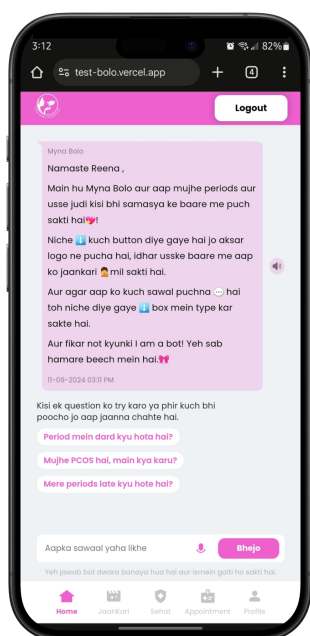 3:12
82%
test-bolo.vercel.app
4
Logout
Myna Bolo
Namaste Reena ,
Main hu Myna Bolo aur aap mujhe periods aur
usse judi kisi bhi samasya ke baare me puch
sakti hai💖!
Niche ⬇️ kuch button diye gaye hai jo aksar
logo ne pucha hai, idhar usske baare me aap
ko jaankari 🙍 mil sakti hai.
Aur agar aap ko kuch sawal puchna 💬 hai
toh niche diye gaye ⬇️ box mein type kar
sakte hai.
Aur fikar not kyunki I am a bot! Yeh sab
hamare beech mein hai.👯
11-09-2024 03:11 PM
Kisi ek question ko try karo ya phir kuch bhi
poocho jo aap jaanna chahte hai.
Period mein dard kyu hota hai?
Mujhe PCOS hai, main kya karu?
Mere periods late kyu hote hai?
Aapka sawaal yaha likhe
Bhejo
Yeh jawab bot dwara banaya hua hai aur ismein galti ho sakti hai.
Home JaanKari Sehat Appointment Profile